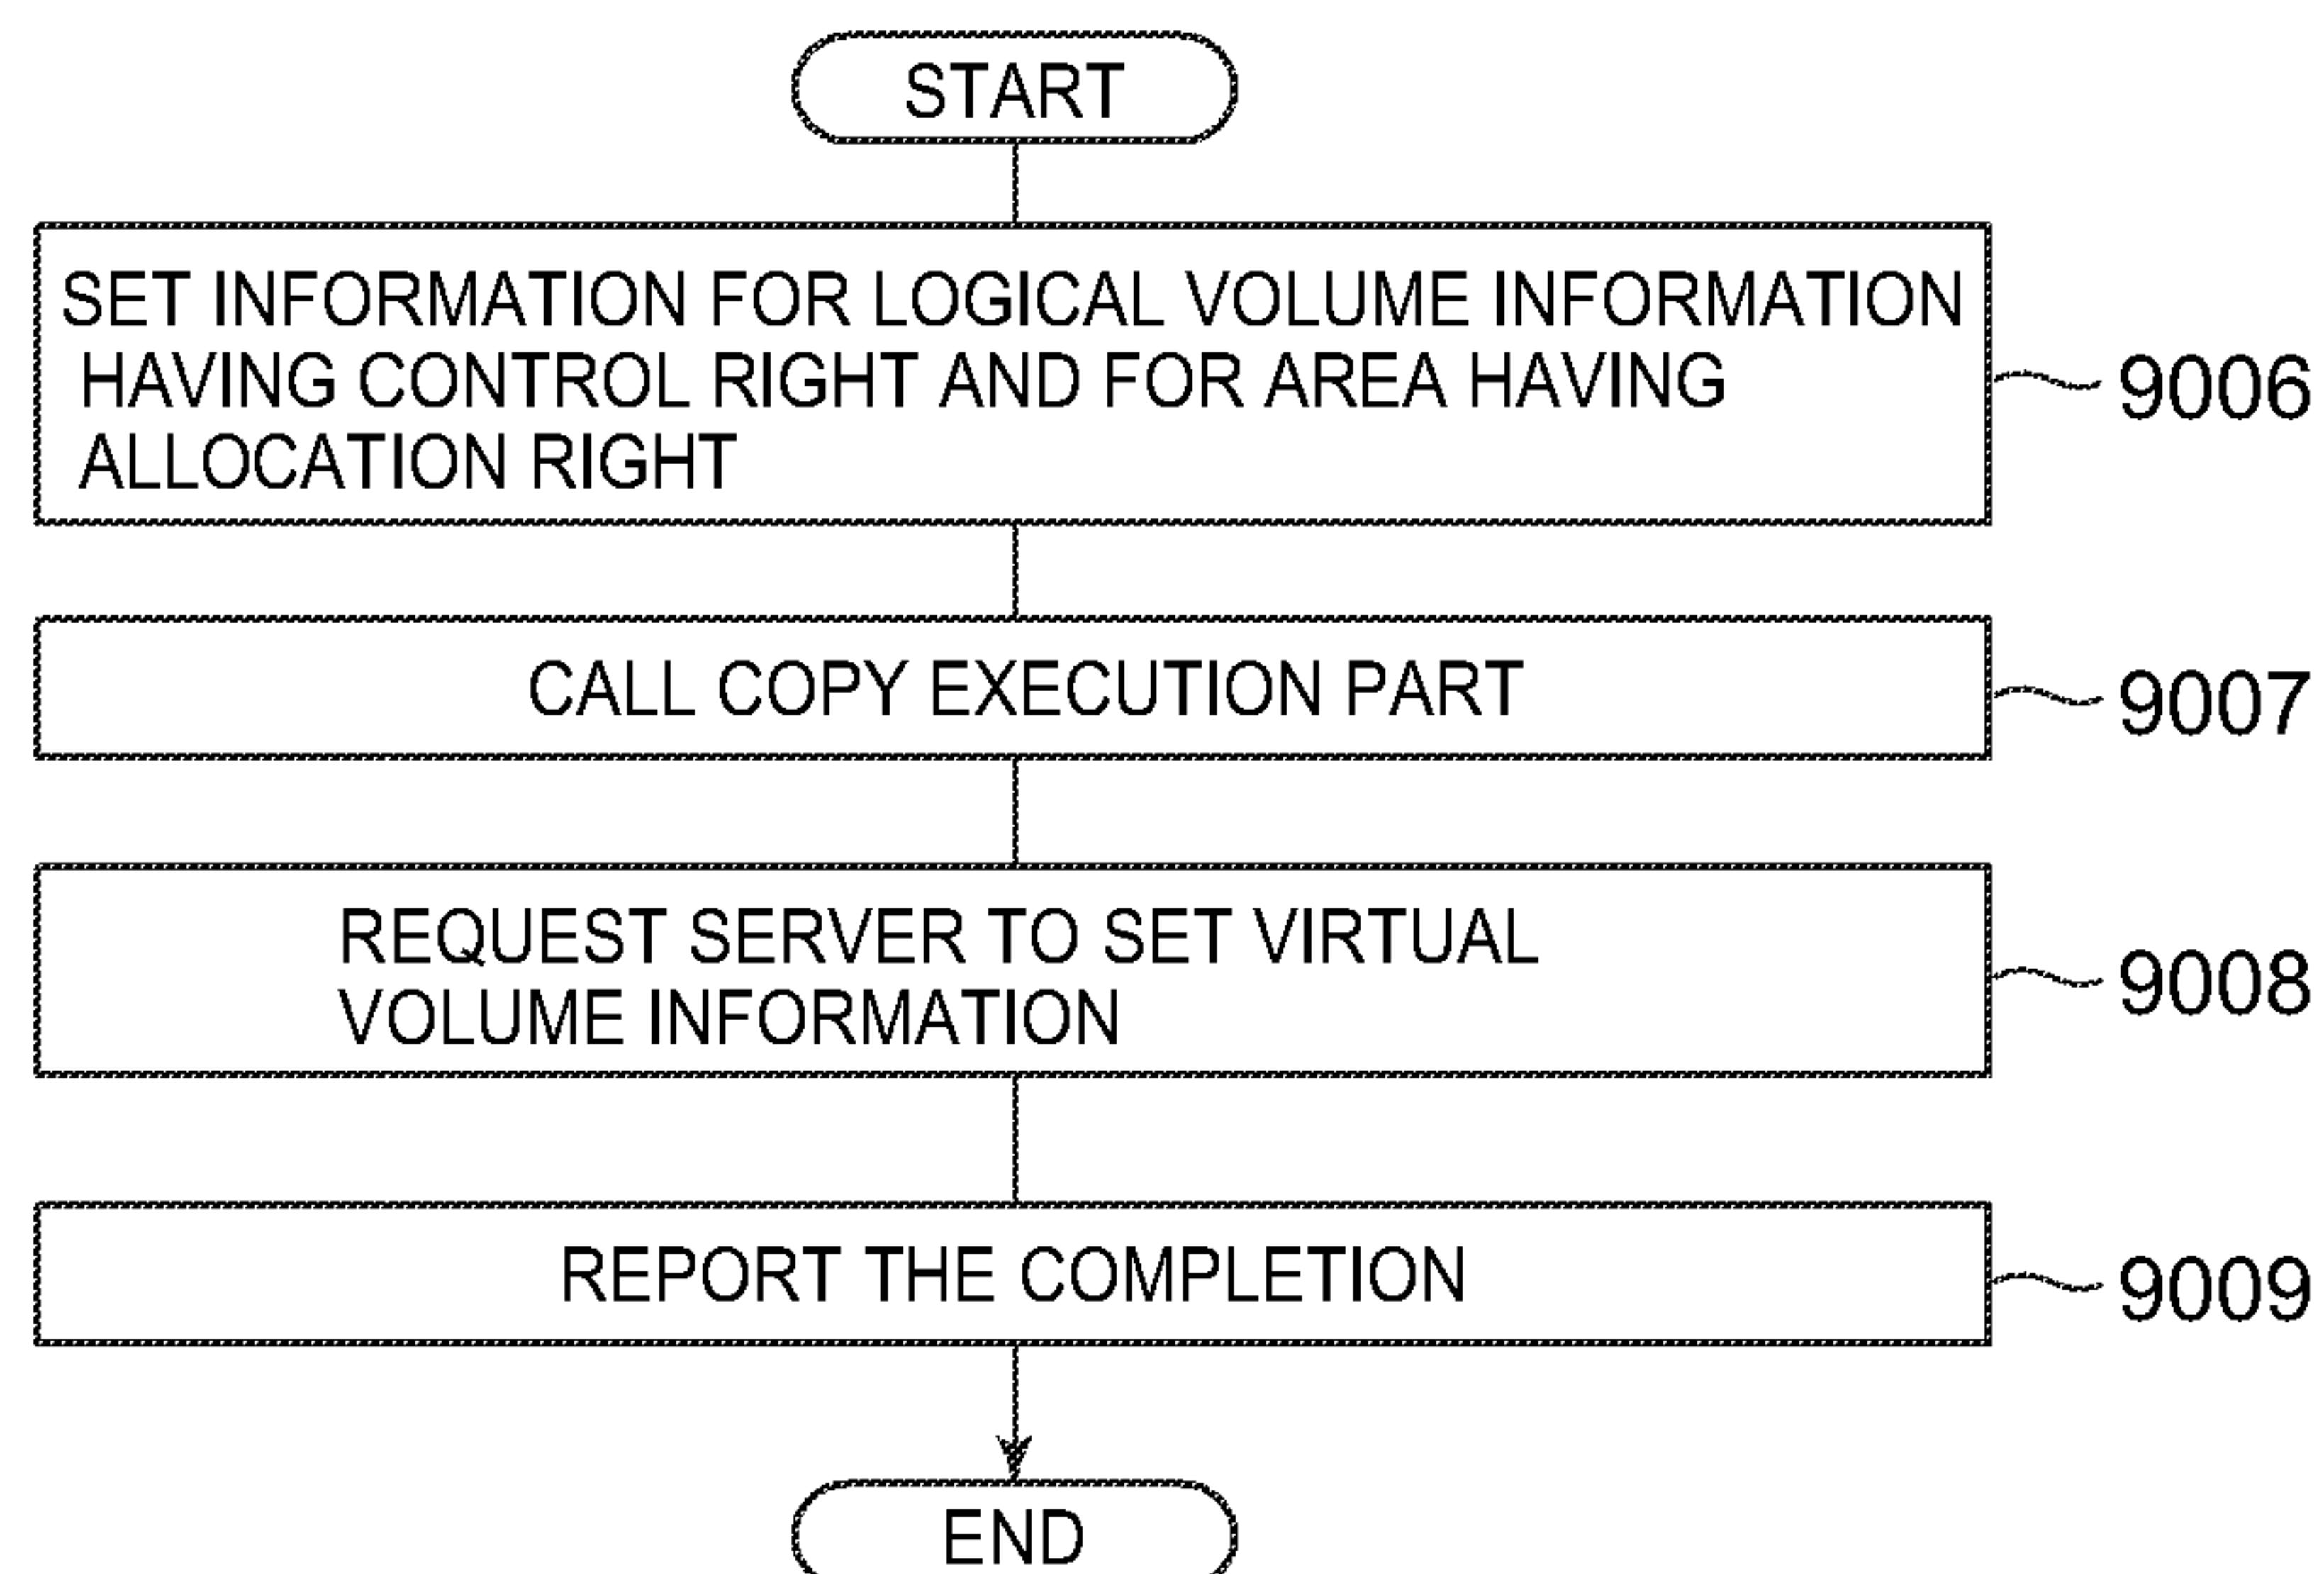 START
SET INFORMATION FOR LOGICAL VOLUME INFORMATION
HAVING CONTROL RIGHT AND FOR AREA HAVING
ALLOCATION RIGHT
9006
CALL COPY EXECUTION PART
9007
REQUEST SERVER TO SET VIRTUAL
VOLUME INFORMATION
9008
REPORT THE COMPLETION
9009
END